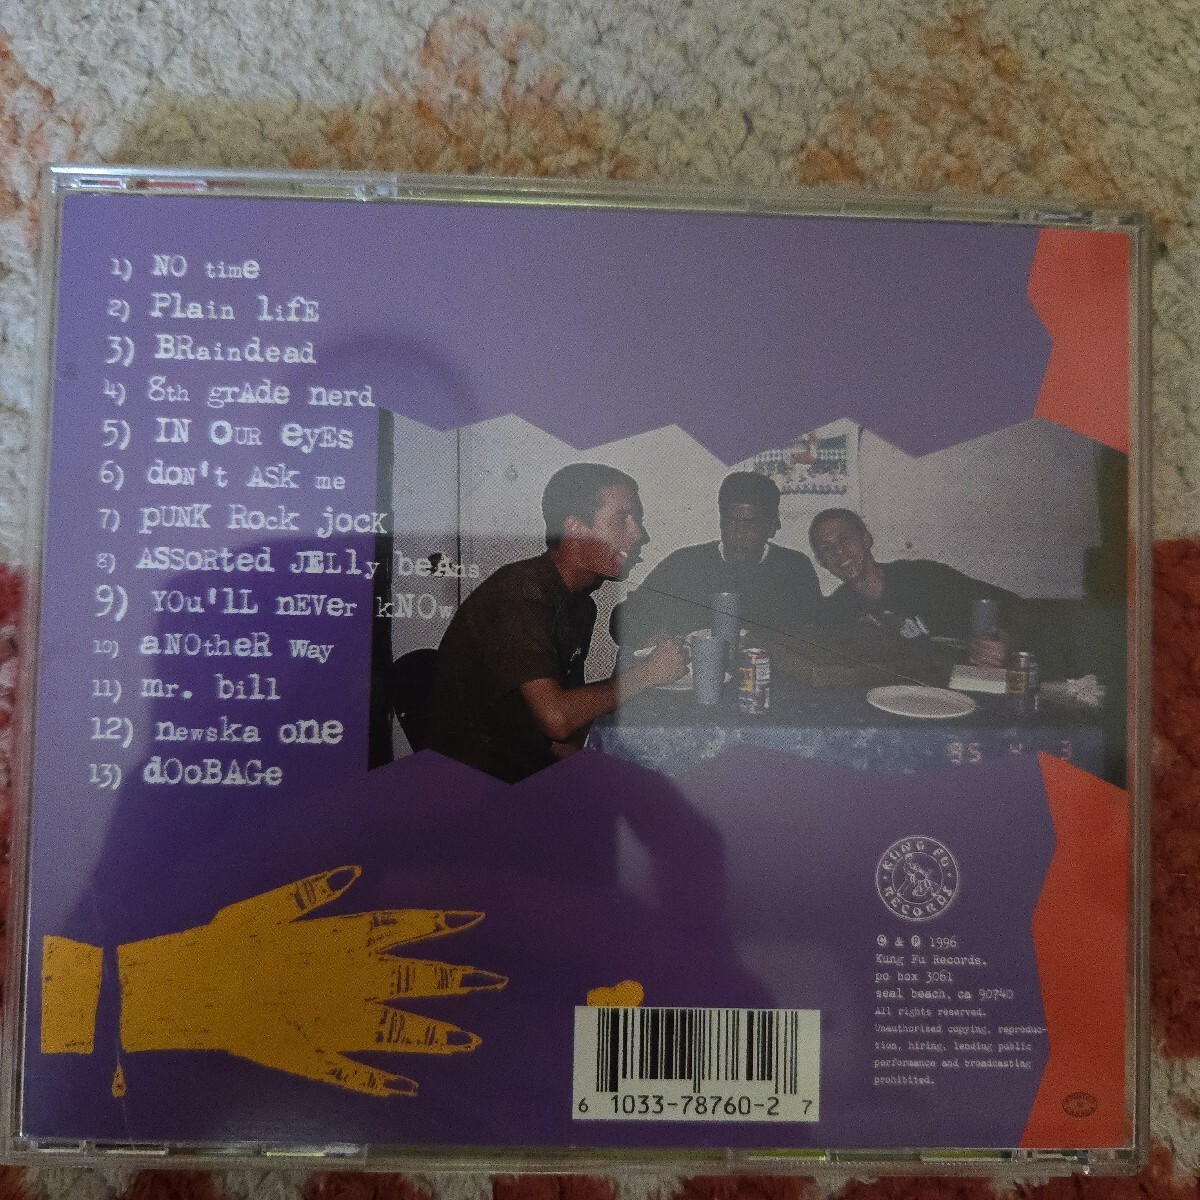 1) NO timE
2) Plain lifE
3) BRaindead
4) 8th grAde nerd
5) IN OUR eyEs
6) doN't ASk me
7) pUNK Rock jocK
8) ASSoRted JELLy beAns
9) YOu'lL nEVer kNOw
10) aNOtheR way
11) mr. bill
12) newska one
13) dOoBAGe
95 4 3
KUNG FU RECORDS
© & ℗ 1996
Kung Fu Records.
po box 3061
seal beach, ca 90740
All rights reserved.
Unauthorized copying, reproduc-
tion, hiring, lending public
performance and broadcasting
prohibited.
6 1033-78760-2 7